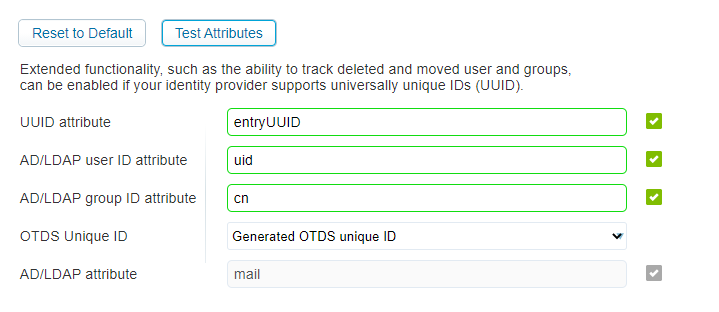 Reset to Default Test Attributes
Extended functionality, such as the ability to track deleted and moved user and groups,
can be enabled if your identity provider supports universally unique IDs (UUID).
UUID attribute entryUUID
AD/LDAP user ID attribute uid
AD/LDAP group ID attribute cn
OTDS Unique ID Generated OTDS unique ID
AD/LDAP attribute mail